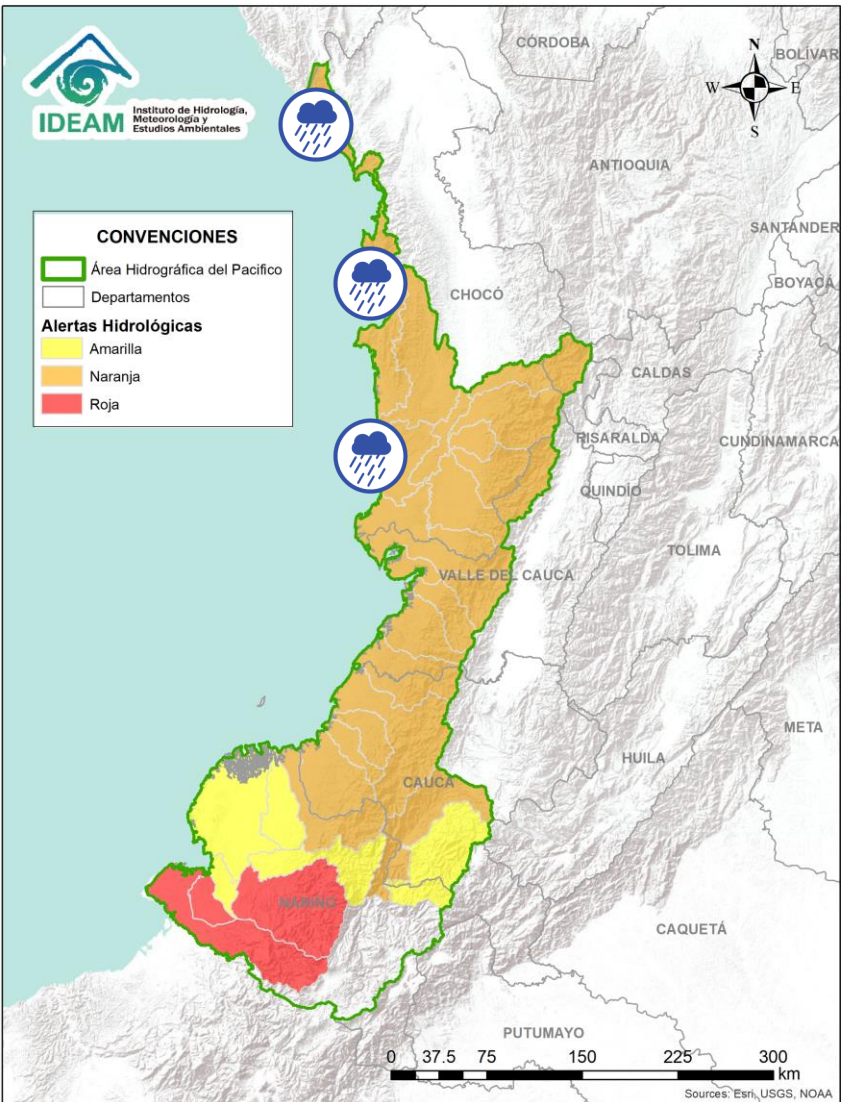 IDEAM
Instituto de Hidrología,
Meteorología y
Estudios Ambientales
CÓRDOBA
BOLÍVAR
N
W
E
S
ANTIOQUIA
SANTANDER
CONVENCIONES
Área Hidrográfica del Pacifico
Departamentos
Alertas Hidrológicas
Amarilla
Naranja
Roja
BOYACÁ
CHOCÓ
CALDAS
RISARALDA
CUNDINAMARCA
QUINDÍO
TOLIMA
VALLE DEL CAUCA
META
HUILA
CAUCA
NARIÑO
CAQUETÁ
PUTUMAYO
0 37.5 75 150 225 300
km
Sources: Esri, USGS, NOAA